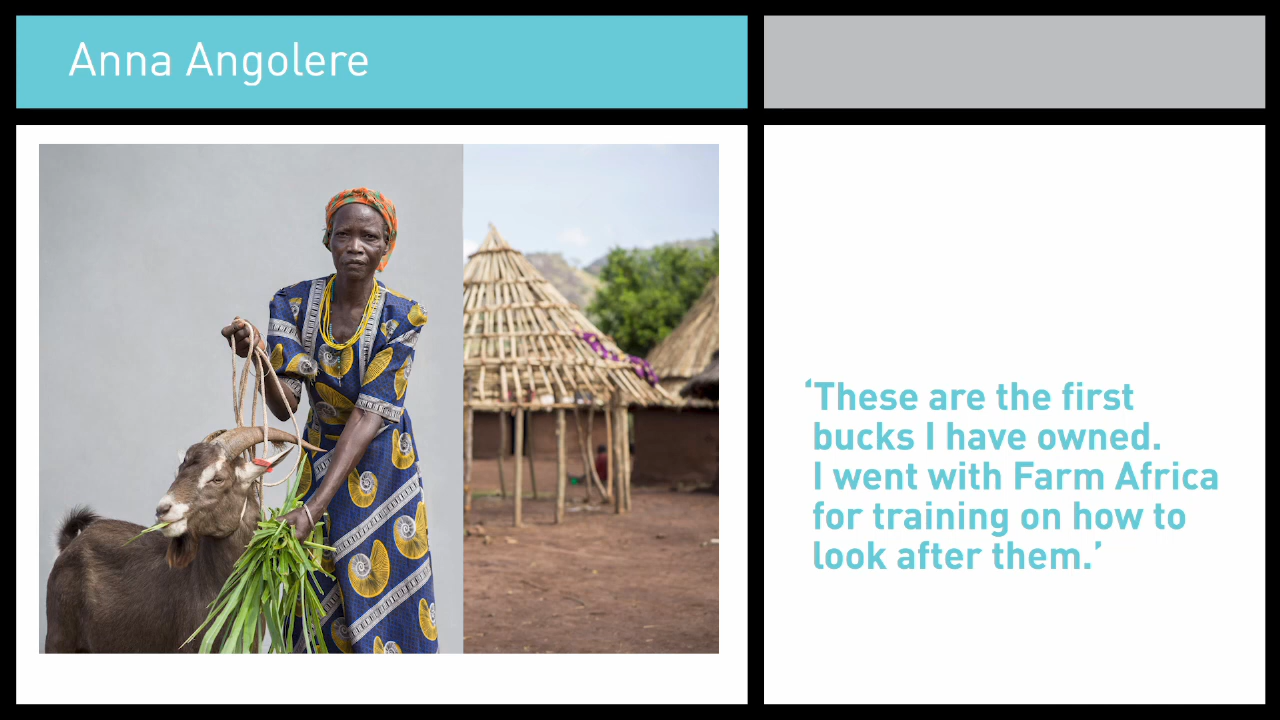 Anna Angolere
‘These are the first
bucks I have owned.
I went with Farm Africa
for training on how to
look after them.’